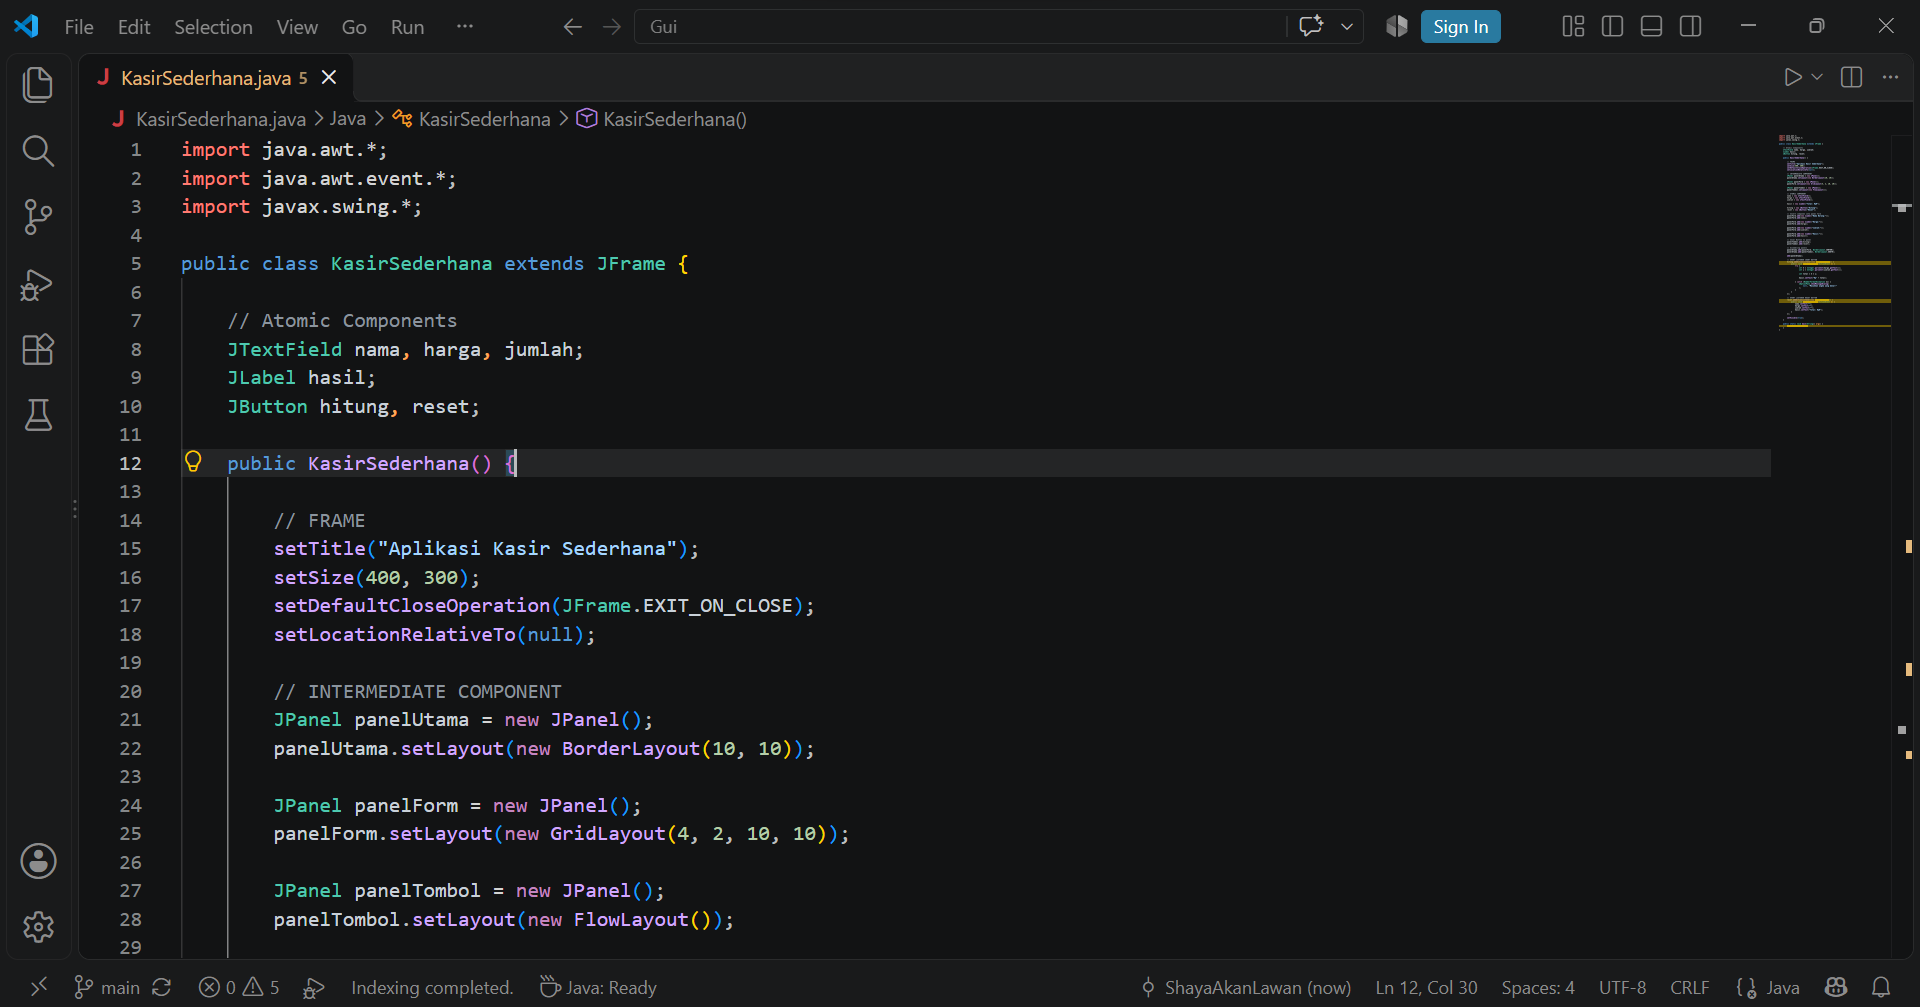 File Edit Selection View Go Run ··· Gui Sign In
KasirSederhana.java 5
KasirSederhana.java > Java > KasirSederhana > KasirSederhana()
1 import java.awt.*;
2 import java.awt.event.*;
3 import javax.swing.*;
4
5 public class KasirSederhana extends JFrame {
6
7 // Atomic Components
8 JTextField nama, harga, jumlah;
9 JLabel hasil;
10 JButton hitung, reset;
11
12 public KasirSederhana() {
13
14 // FRAME
15 setTitle("Aplikasi Kasir Sederhana");
16 setSize(400, 300);
17 setDefaultCloseOperation(JFrame.EXIT_ON_CLOSE);
18 setLocationRelativeTo(null);
19
20 // INTERMEDIATE COMPONENT
21 JPanel panelUtama = new JPanel();
22 panelUtama.setLayout(new BorderLayout(10, 10));
23
24 JPanel panelForm = new JPanel();
25 panelForm.setLayout(new GridLayout(4, 2, 10, 10));
26
27 JPanel panelTombol = new JPanel();
28 panelTombol.setLayout(new FlowLayout());
29
main 0 5 Indexing completed. Java: Ready ShayaAkanLawan (now) Ln 12, Col 30 Spaces: 4 UTF-8 CRLF Java